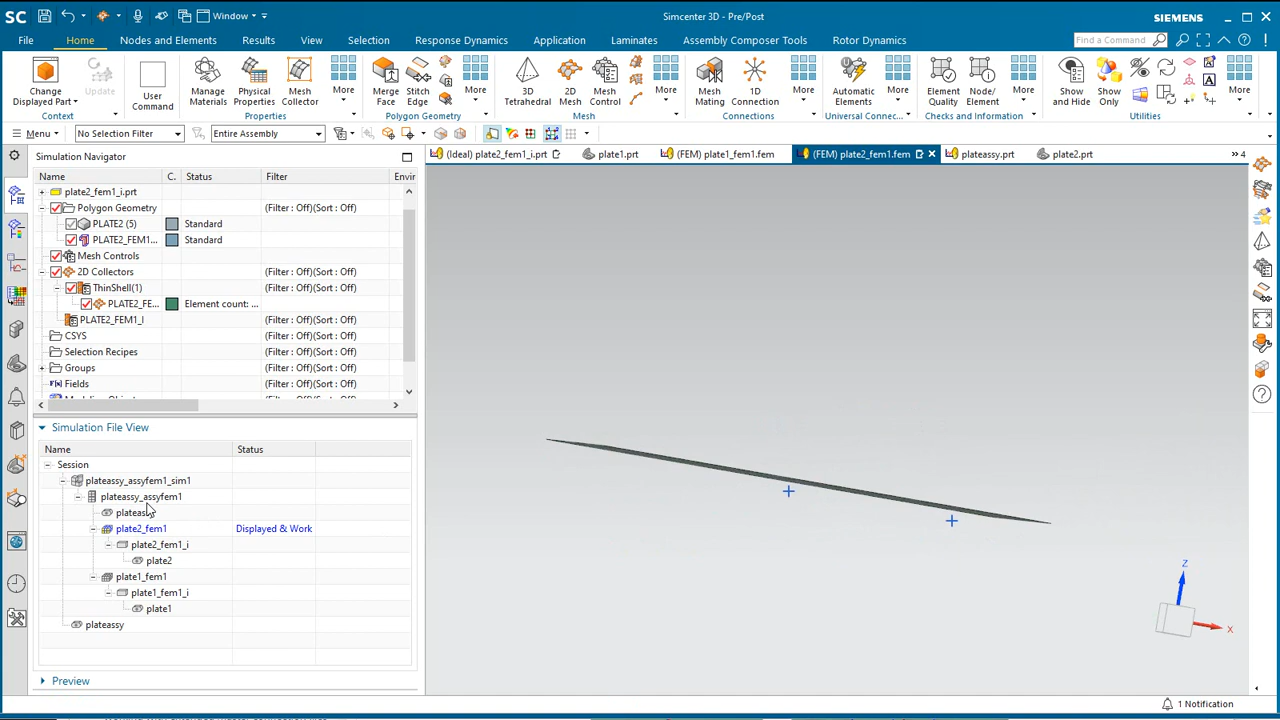 SC
Window
Simcenter 3D - Pre/Post
SIEMENS
File
Home
Nodes and Elements
Results
View
Selection
Response Dynamics
Application
Laminates
Assembly Composer Tools
Rotor Dynamics
Find a Command
Change Displayed Part
Update
User Command
Manage Materials
Physical Properties
Mesh Collector
More
Merge Face
Stitch Edge
More
3D Tetrahedral
2D Mesh
Mesh Control
More
Mesh Mating
1D Connection
More
Automatic Elements
More
Element Quality
Node/ Element
More
Show and Hide
Show Only
More
Context
Properties
Polygon Geometry
Mesh
Connections
Universal Connec...
Checks and Information
Utilities
Menu
No Selection Filter
Entire Assembly
Simulation Navigator
(Ideal) plate2_fem1_i.prt
plate1.prt
(FEM) plate1_fem1.fem
(FEM) plate2_fem1.fem
plateassy.prt
plate2.prt
4
Name C. Status Filter Envir
plate2_fem1_i.prt
Polygon Geometry (Filter : Off)(Sort : Off)
PLATE2 (5) Standard
PLATE2_FEM1... Standard
Mesh Controls (Filter : Off)(Sort : Off)
2D Collectors (Filter : Off)(Sort : Off)
ThinShell(1) (Filter : Off)(Sort : Off)
PLATE2_FE... Element count: ...
PLATE2_FEM1_I (Filter : Off)(Sort : Off)
CSYS (Filter : Off)(Sort : Off)
Selection Recipes (Filter : Off)(Sort : Off)
Groups (Filter : Off)(Sort : Off)
Fields (Filter : Off)(Sort : Off)
Simulation File View
Name Status
Session
plateassy_assyfem1_sim1
plateassy_assyfem1
plateassy
plate2_fem1 Displayed & Work
plate2_fem1_i
plate2
plate1_fem1
plate1_fem1_i
plate1
plateassy
Preview
Z
X
1 Notification